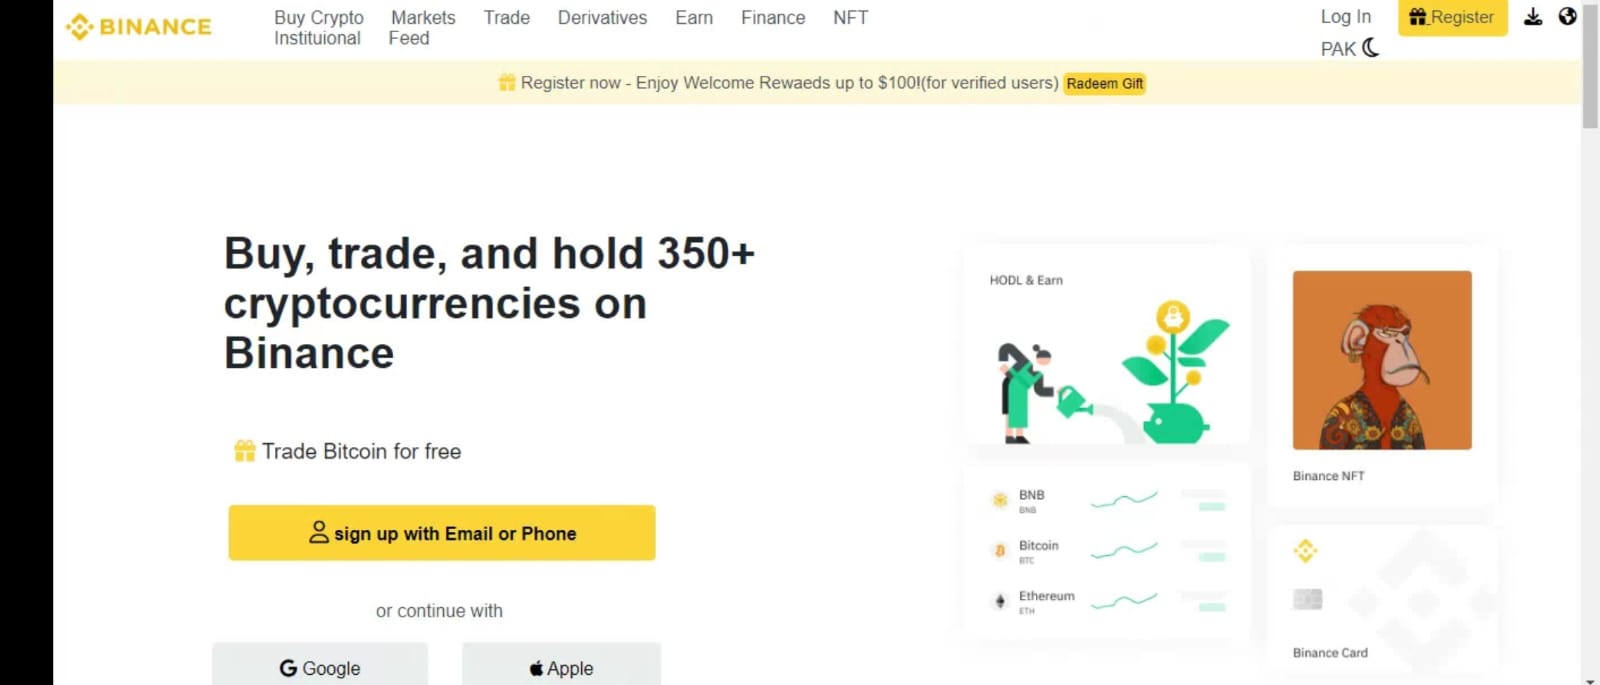 BINANCE
Buy Crypto Markets Trade Derivatives Earn Finance NFT
Instituional Feed
Log In Register
PAK
Register now - Enjoy Welcome Rewaeds up to $100!(for verified users) Radeem Gift
Buy, trade, and hold 350+
cryptocurrencies on
Binance
Trade Bitcoin for free
sign up with Email or Phone
or continue with
Google Apple
HODL & Earn
BNB
BNB
Bitcoin
BTC
Ethereum
ETH
Binance NFT
Binance Card